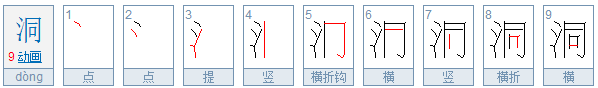 洞 1 2 3 4 5 6 7 8 9
9 动画
dòng 点 点 提 竖 横折钩 横 竖 横折 横